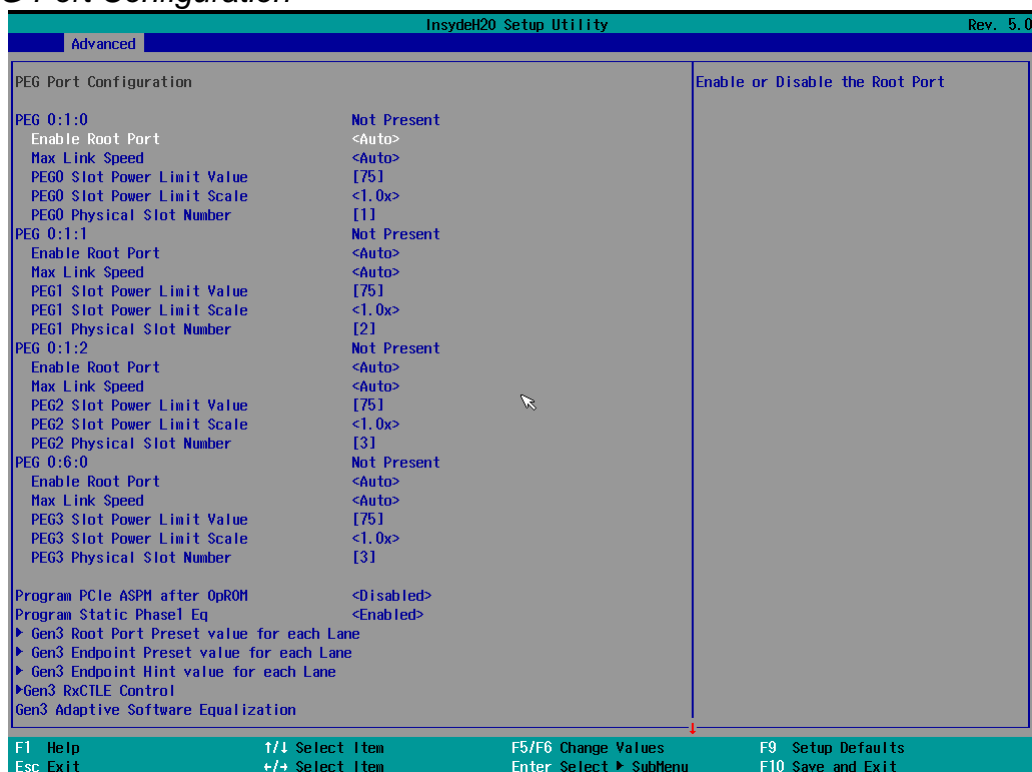 Port Configuration
InsydeH20 Setup Utility Rev. 5.0
Advanced
PEG Port Configuration Enable or Disable the Root Port
PEG 0:1:0 Not Present
Enable Root Port <Auto>
Max Link Speed <Auto>
PEG0 Slot Power Limit Value [75]
PEG0 Slot Power Limit Scale <1.0x>
PEG0 Physical Slot Number [1]
PEG 0:1:1 Not Present
Enable Root Port <Auto>
Max Link Speed <Auto>
PEG1 Slot Power Limit Value [75]
PEG1 Slot Power Limit Scale <1.0x>
PEG1 Physical Slot Number [2]
PEG 0:1:2 Not Present
Enable Root Port <Auto>
Max Link Speed <Auto>
PEG2 Slot Power Limit Value [75]
PEG2 Slot Power Limit Scale <1.0x>
PEG2 Physical Slot Number [3]
PEG 0:6:0 Not Present
Enable Root Port <Auto>
Max Link Speed <Auto>
PEG3 Slot Power Limit Value [75]
PEG3 Slot Power Limit Scale <1.0x>
PEG3 Physical Slot Number [3]
Program PCIe ASPM after OpROM <Disabled>
Program Static Phase1 Eq <Enabled>
▶ Gen3 Root Port Preset value for each Lane
▶ Gen3 Endpoint Preset value for each Lane
▶ Gen3 Endpoint Hint value for each Lane
▶Gen3 RxCTLE Control
Gen3 Adaptive Software Equalization
F1 Help ↑/↓ Select Item F5/F6 Change Values F9 Setup Defaults
Esc Exit ←/→ Select Item Enter Select ▶ SubMenu F10 Save and Exit